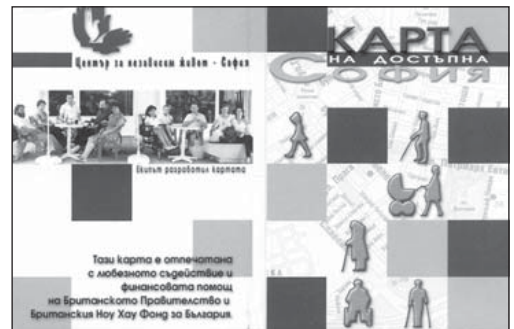 Център за независим живот - София
Екипът разработил картата
Тази карта е отпечатана
с любезното съдействие и
финансовата помощ
на Британското Правителство и
Британския Ноу Хау Фонд за България.
КАРТА
НА ДОСТЪПНА
СОФИЯ